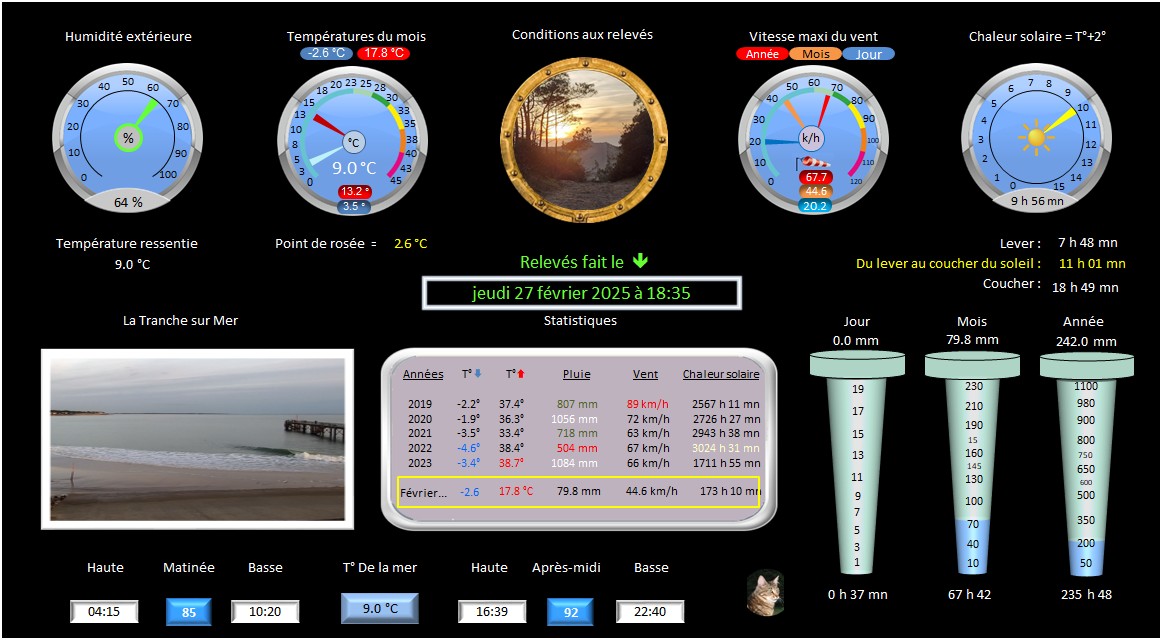 Humidité extérieure
Températures du mois
-2.6 °C 17.8 °C
Conditions aux relevés
Vitesse maxi du vent
Année Mois Jour
Chaleur solaire = T°+2°
0 10 20 30 40 50 60 70 80 90 100
%
64 %
0 3 5 8 10 13 15 18 20 23 25 28 30 33 35 38 40 43 45
°C
9.0 °C
13.2 °
3.5 °
0 10 20 30 40 50 60 70 80 90 100 110 120
k/h
67.7
44.6
20.2
0 1 2 3 4 5 6 7 8 9 10 11 12 13 14 15
9 h 56 mn
Température ressentie
9.0 °C
Point de rosée = 2.6 °C
Relevés fait le
jeudi 27 février 2025 à 18:35
Lever : 7 h 48 mn
Du lever au coucher du soleil : 11 h 01 mn
Coucher : 18 h 49 mn
La Tranche sur Mer
Statistiques
Années T° T° Pluie Vent Chaleur solaire
2019 -2.2° 37.4° 807 mm 89 km/h 2567 h 11 mn
2020 -1.9° 36.3° 1056 mm 72 km/h 2726 h 27 mn
2021 -3.5° 33.4° 718 mm 63 km/h 2943 h 38 mn
2022 -4.6° 38.4° 504 mm 67 km/h 3024 h 31 mn
2023 -3.4° 38.7° 1084 mm 66 km/h 1711 h 55 mn
Février... -2.6 17.8 °C 79.8 mm 44.6 km/h 173 h 10 mn
Jour
0.0 mm
19
17
15
13
11
9
7
5
3
1
0 h 37 mn
Mois
79.8 mm
230
210
190
15
160
145
130
100
70
40
10
67 h 42
Année
242.0 mm
1100
980
900
800
750
650
600
500
350
200
50
235 h 48
Haute Matinée Basse
04:15 85 10:20
T° De la mer
9.0 °C
Haute Après-midi Basse
16:39 92 22:40